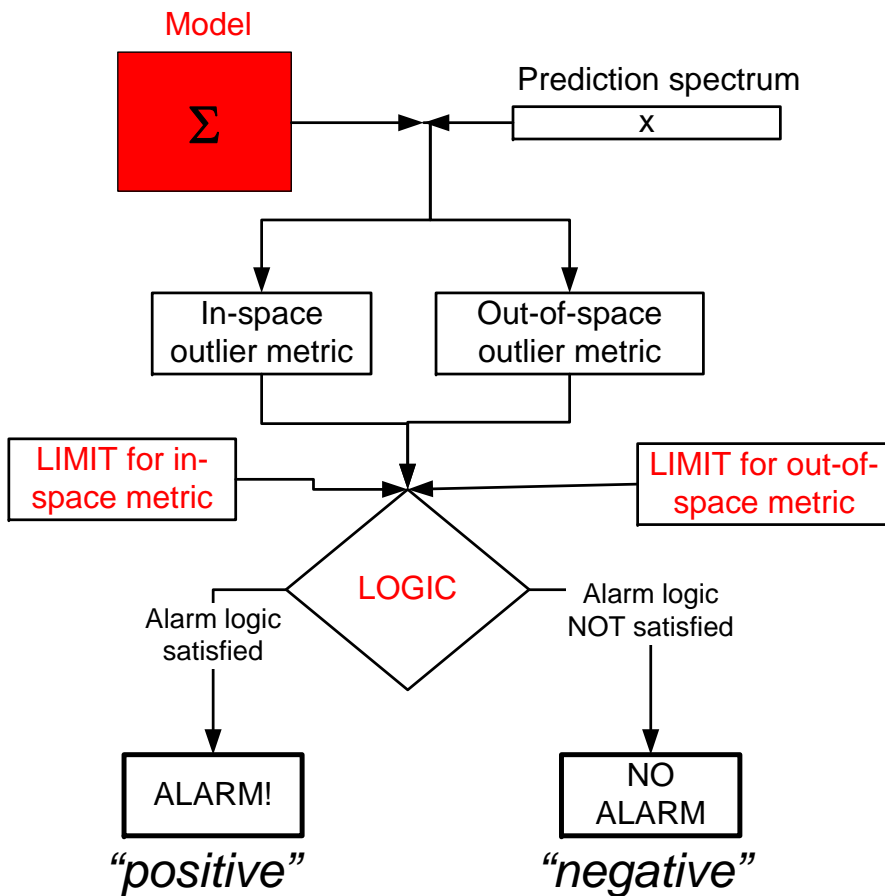 Model
Σ
Prediction spectrum
x
In-space
outlier metric
Out-of-space
outlier metric
LIMIT for in-
space metric
LIMIT for out-of-
space metric
LOGIC
Alarm logic
satisfied
Alarm logic
NOT satisfied
ALARM!
NO
ALARM
“positive”
“negative”